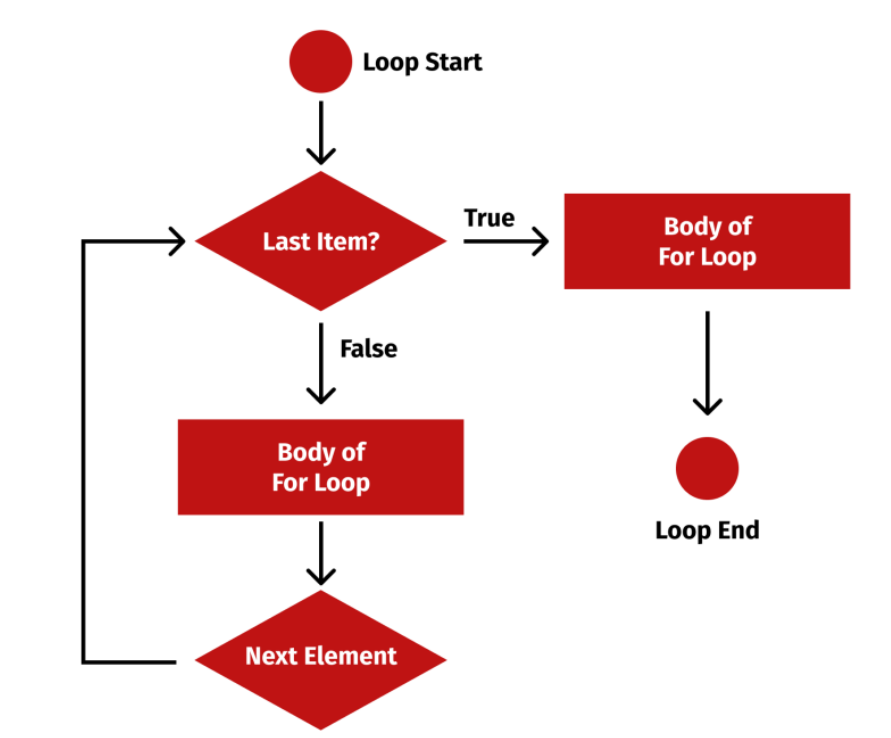 Loop Start
Last Item?
True
Body of
For Loop
False
Body of
For Loop
Loop End
Next Element